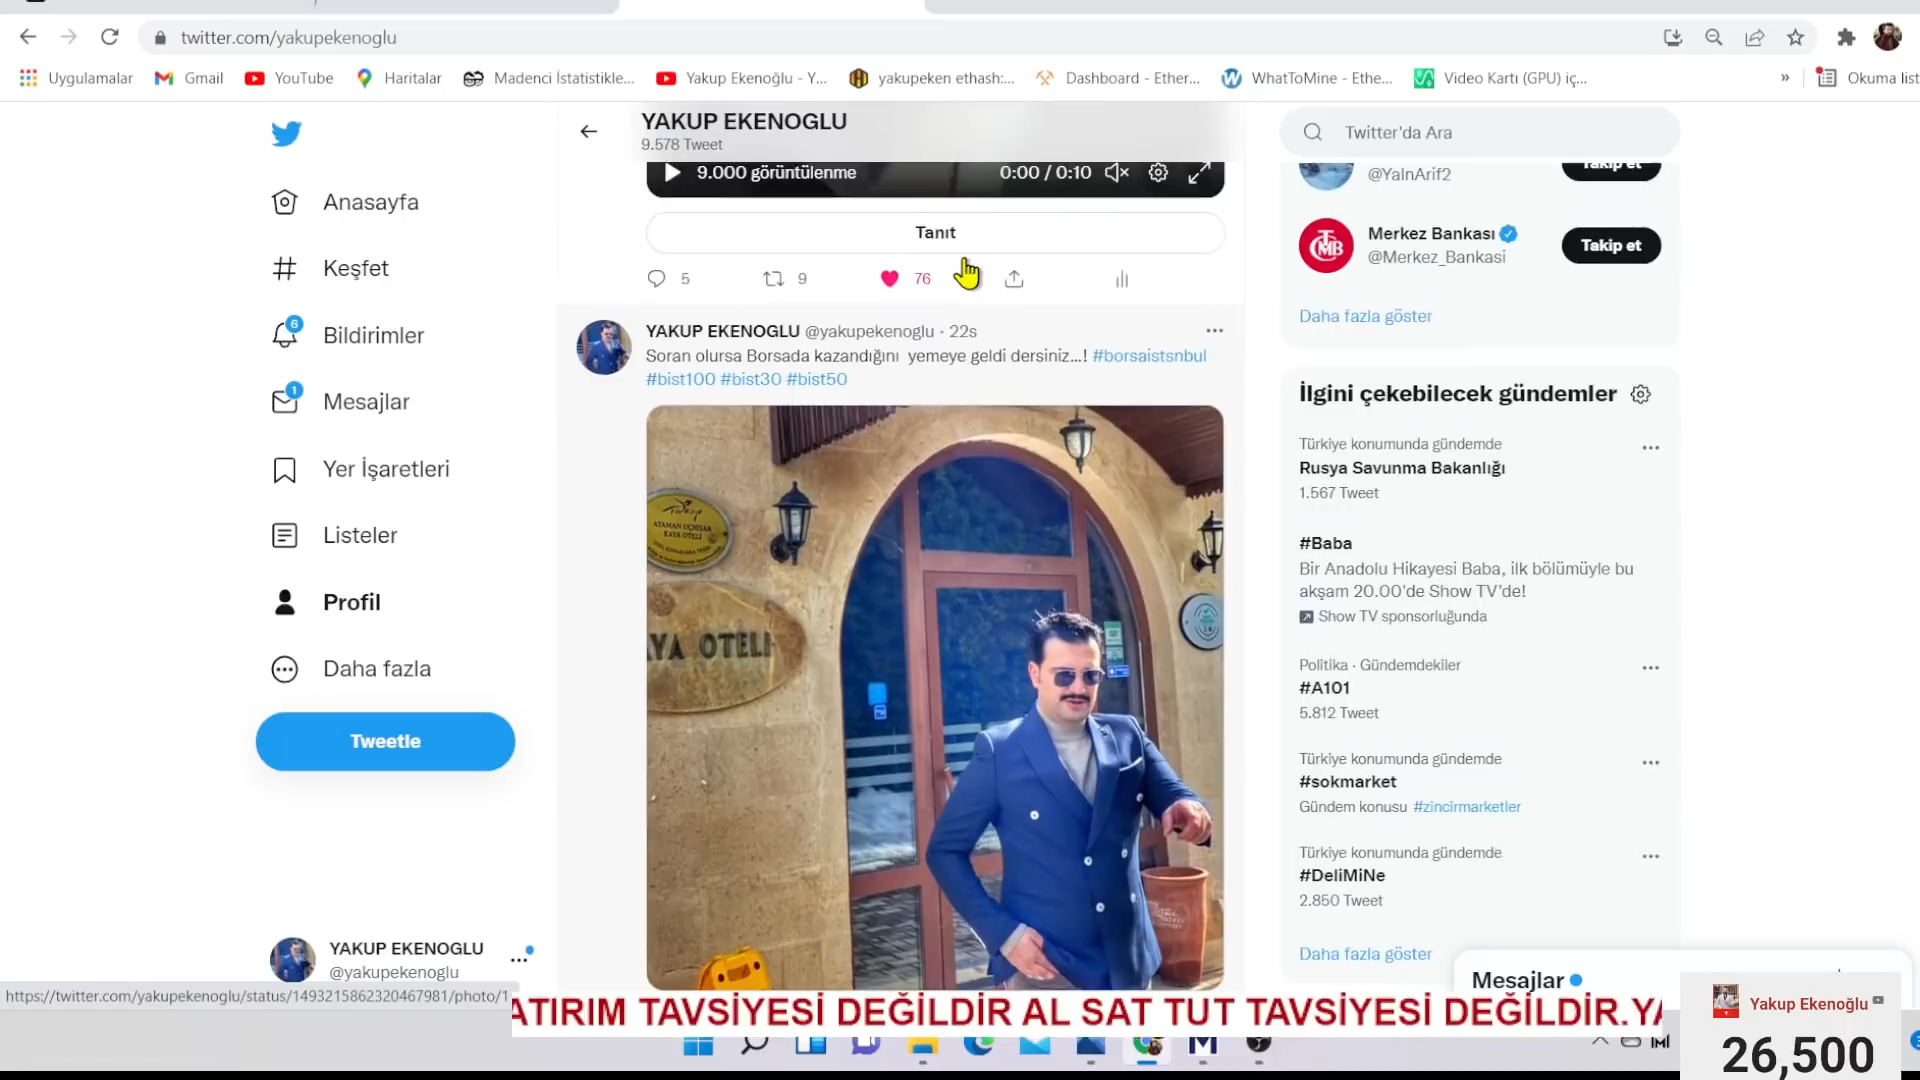 twitter.com/yakupekenoglu
Uygulamalar
Gmail
YouTube
Haritalar
Madenci İstatistikle...
Yakup Ekenoğlu - Y...
yakupeken ethash:...
Dashboard - Ether...
WhatToMine - Ethe...
Video Kartı (GPU) iç...
»
Okuma list
YAKUP EKENOGLU
9.578 Tweet
Twitter'da Ara
Anasayfa
Keşfet
6
Bildirimler
1
Mesajlar
Yer İşaretleri
Listeler
Profil
Daha fazla
Tweetle
YAKUP EKENOGLU
@yakupekenoglu
https://twitter.com/yakupekenoglu/status/1493215862320467981/photo/1
9.000 görüntülenme
0:00 / 0:10
Tanıt
5
9
76
YAKUP EKENOGLU @yakupekenoglu · 22s
Soran olursa Borsada kazandığını yemeye geldi dersiniz...! #borsaistsnbul
#bist100 #bist30 #bist50
ATAMAN UÇHİSAR
KAYA OTELİ
AYA OTELİ
@YalnArif2
Takip et
Merkez Bankası
@Merkez_Bankasi
Takip et
Daha fazla göster
İlgini çekebilecek gündemler
Türkiye konumunda gündemde
Rusya Savunma Bakanlığı
1.567 Tweet
#Baba
Bir Anadolu Hikayesi Baba, ilk bölümüyle bu
akşam 20.00'de Show TV'de!
Show TV sponsorluğunda
Politika · Gündemdekiler
#A101
5.812 Tweet
Türkiye konumunda gündemde
#sokmarket
Gündem konusu #zincirmarketler
Türkiye konumunda gündemde
#DeliMiNe
2.850 Tweet
Daha fazla göster
Mesajlar
ATIRIM TAVSİYESİ DEĞİLDİR AL SAT TUT TAVSİYESİ DEĞİLDİR.YA
Yakup Ekenoğlu
26,500